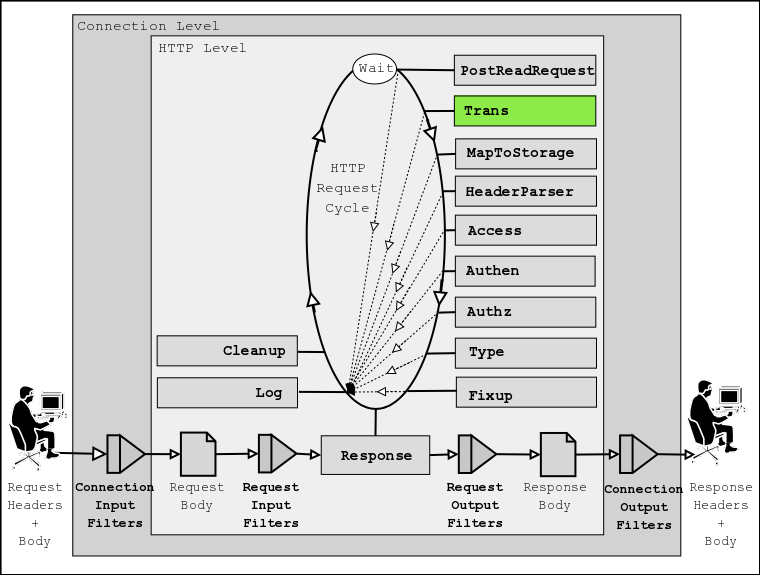 Connection Level
HTTP Level
Wait
PostReadRequest
Trans
MapToStorage
HTTP
Request
Cycle
HeaderParser
Access
Authen
Authz
Cleanup
Type
Log
Fixup
Response
Request
Headers
+
Body
Connection
Input
Filters
Request
Body
Request
Input
Filters
Request
Output
Filters
Response
Body
Connection
Output
Filters
Response
Headers
+
Body